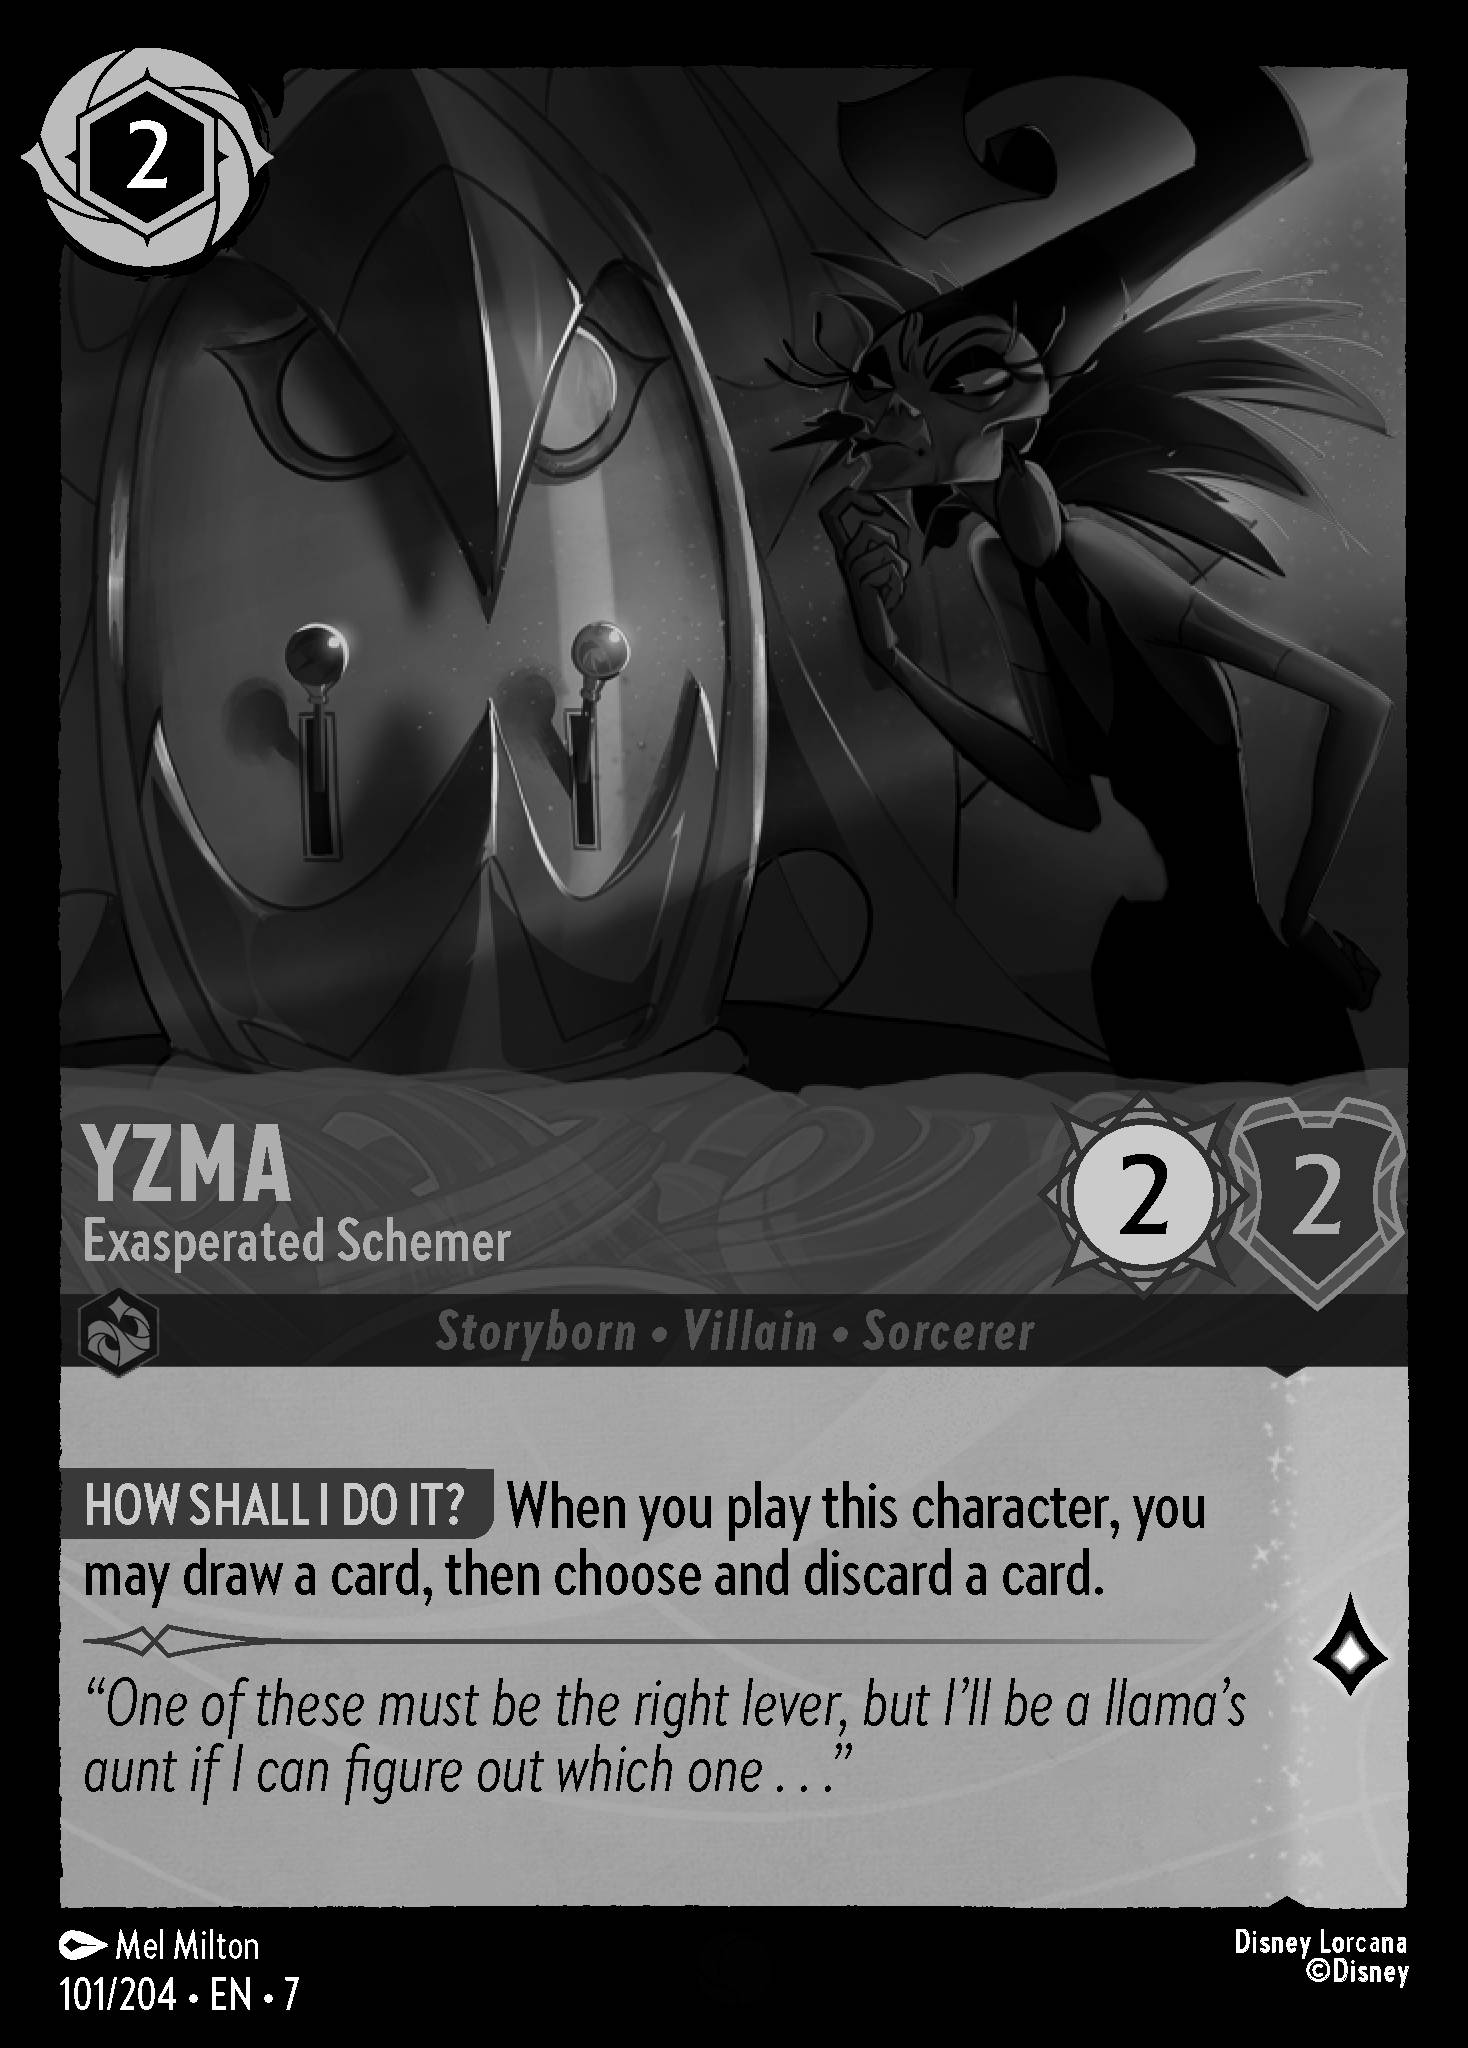 2
YZMA
Exasperated Schemer
2 2
Storyborn • Villain • Sorcerer
HOW SHALL I DO IT? When you play this character, you
may draw a card, then choose and discard a card.
“One of these must be the right lever, but I’ll be a llama’s
aunt if I can figure out which one . . .”
Mel Milton
101/204 • EN • 7
Disney Lorcana
©Disney